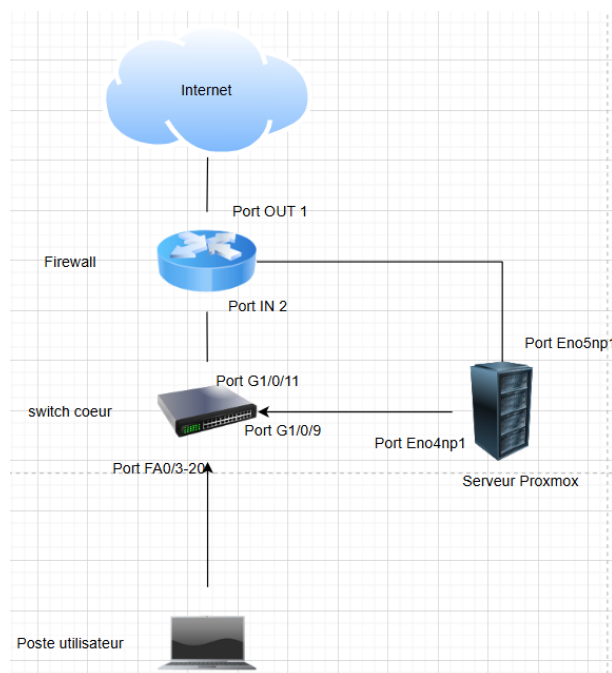 Internet
Port OUT 1
Firewall
Port IN 2
Port Eno5np1
Port G1/0/11
switch coeur
Port G1/0/9
Port Eno4np1
Port FA0/3-20
Serveur Proxmox
Poste utilisateur